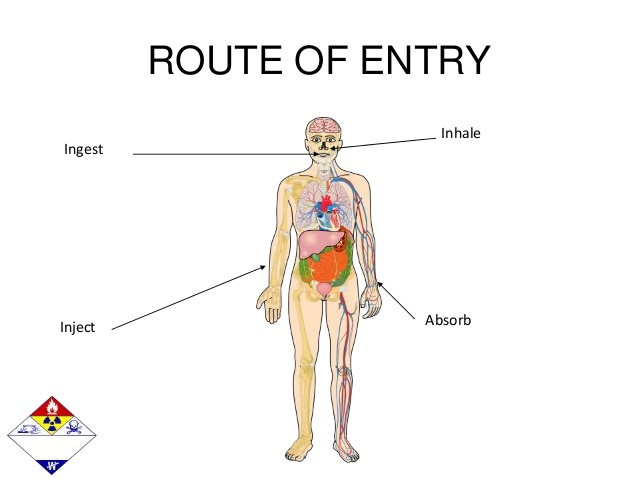 ROUTE OF ENTRY
Inhale
Ingest
Inject
Absorb
W